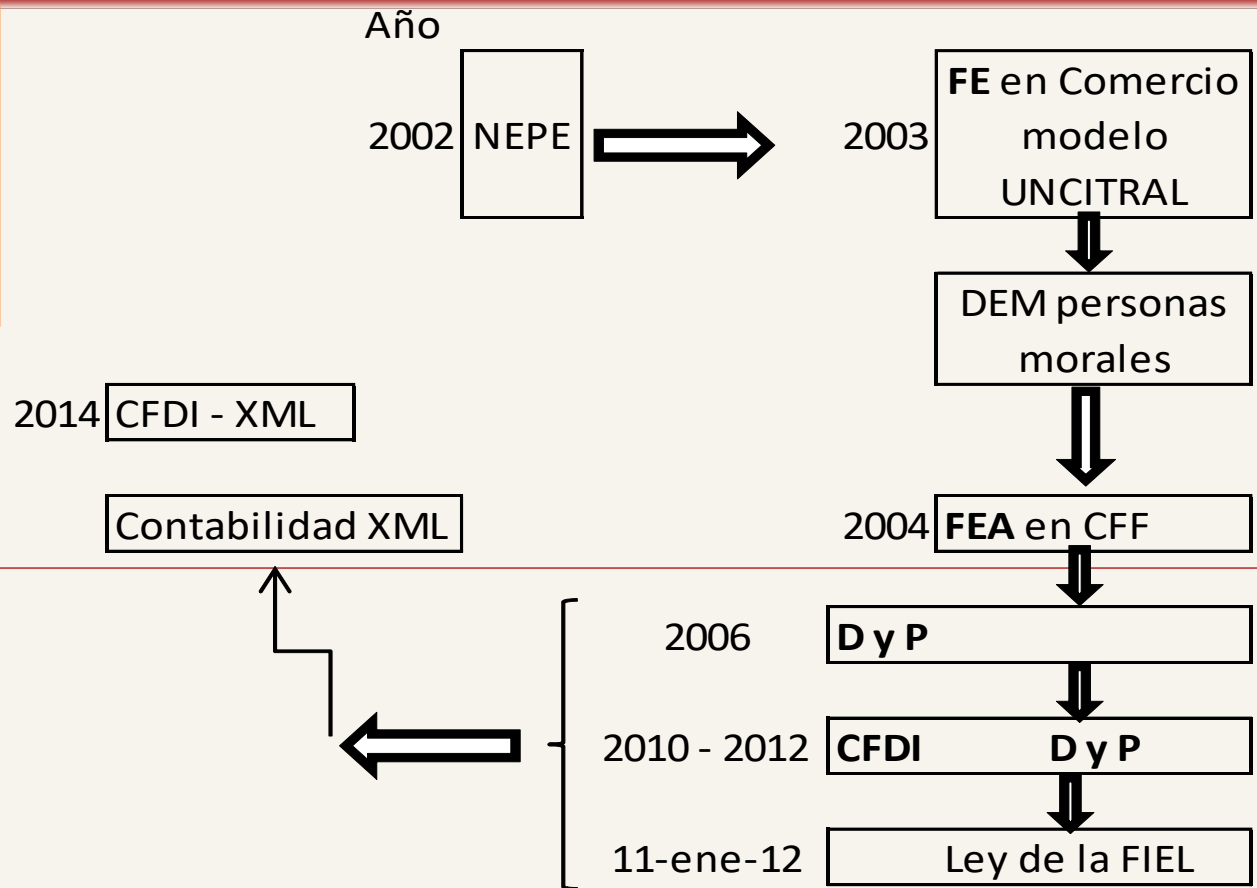 Año
2002 NEPE
2003 FE en Comercio
modelo
UNCITRAL
DEM personas
morales
2014 CFDI - XML
Contabilidad XML
2004 FEA en CFF
2006 D y P
2010 - 2012 CFDI D y P
11-ene-12 Ley de la FIEL